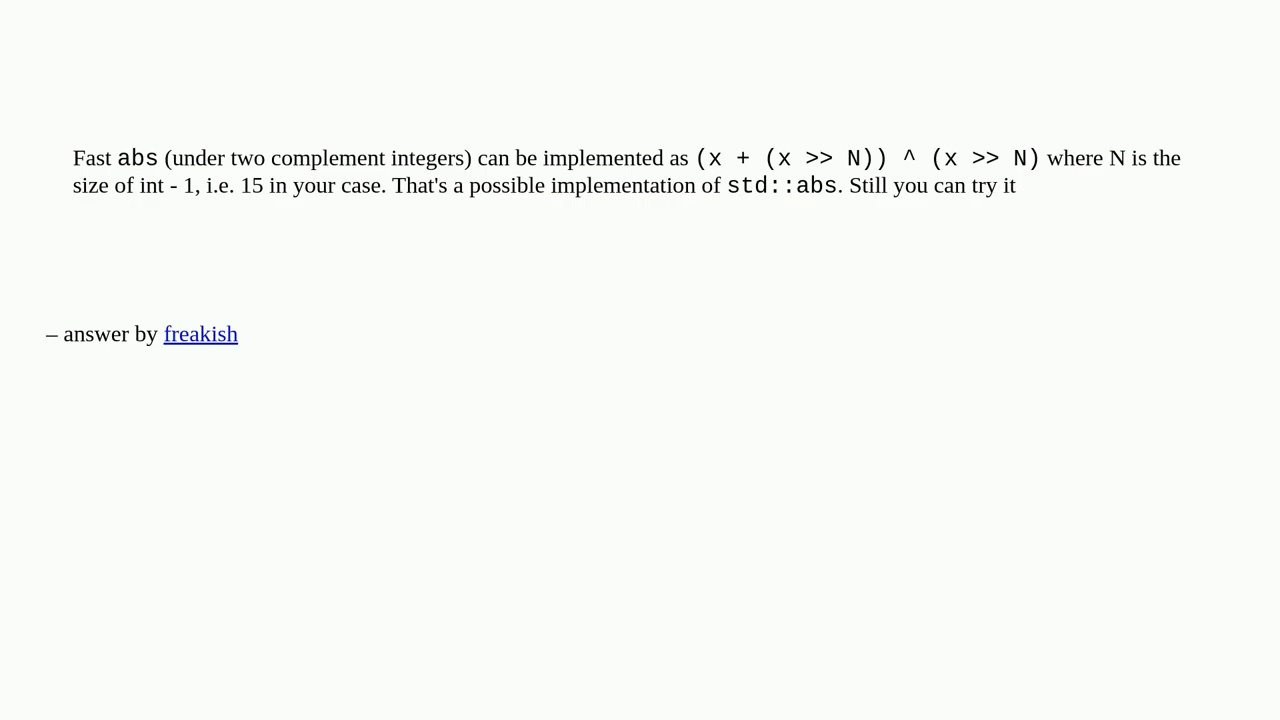 Fast abs (under two complement integers) can be implemented as (x + (x >> N)) ^ (x >> N) where N is the
size of int - 1, i.e. 15 in your case. That's a possible implementation of std::abs. Still you can try it
– answer by freakish